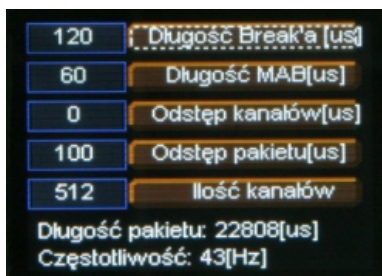 120 Długość Break'a [us]
60 Długość MAB[us]
0 Odstęp kanałów[us]
100 Odstęp pakietu[us]
512 Ilość kanałów
Długość pakietu: 22808[us]
Częstotliwość: 43[Hz]